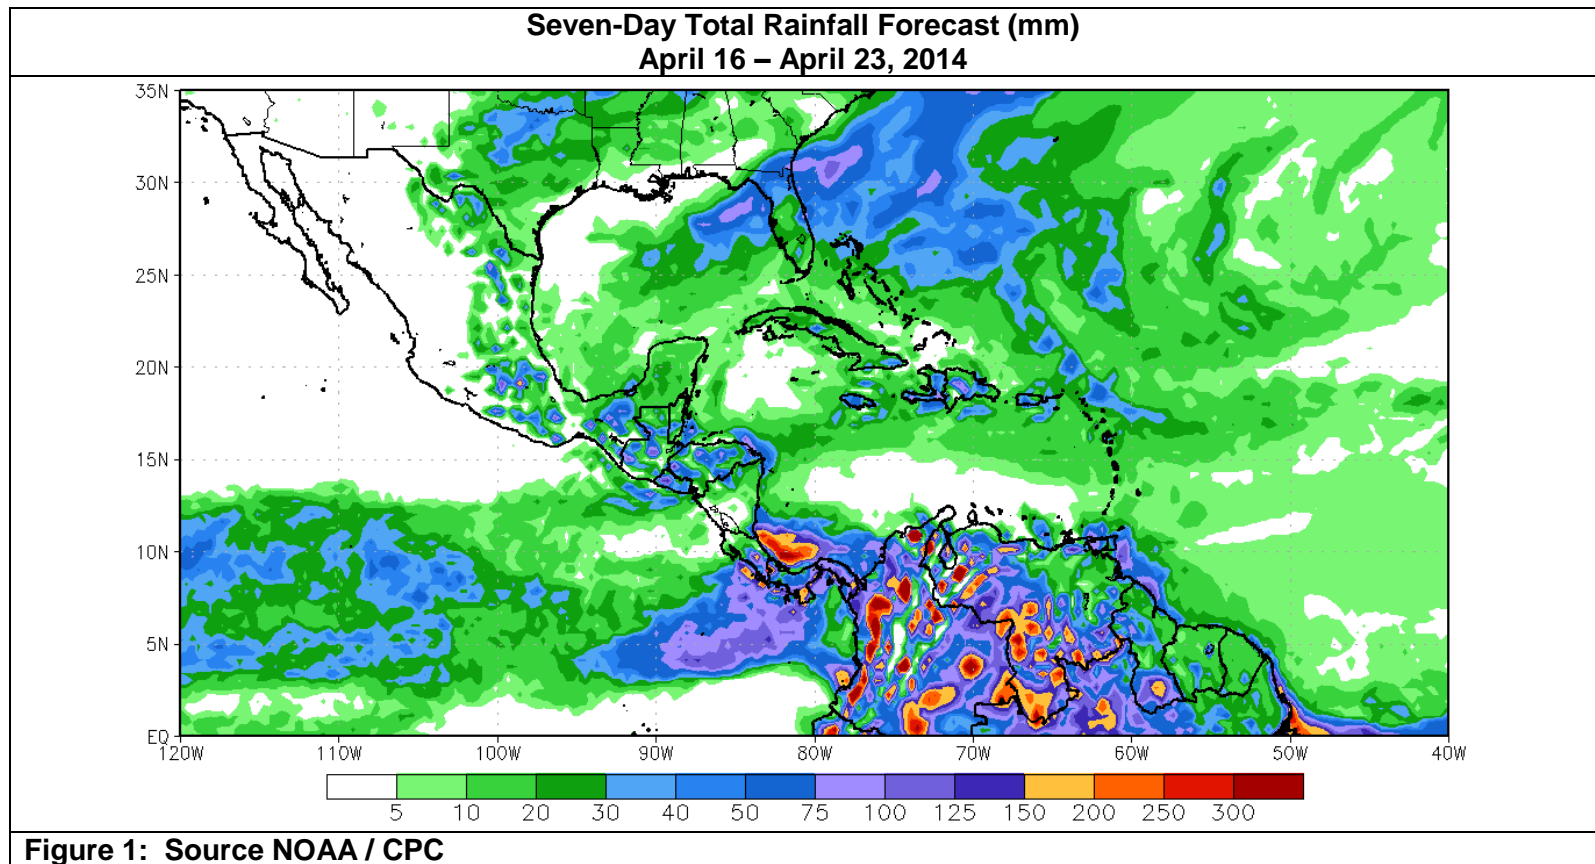 Seven-Day Total Rainfall Forecast (mm)
April 16 – April 23, 2014
35N
30N
25N
20N
15N
10N
5N
EQ
120W 110W 100W 90W 80W 70W 60W 50W 40W
5 10 20 30 40 50 75 100 125 150 200 250 300
Figure 1: Source NOAA / CPC